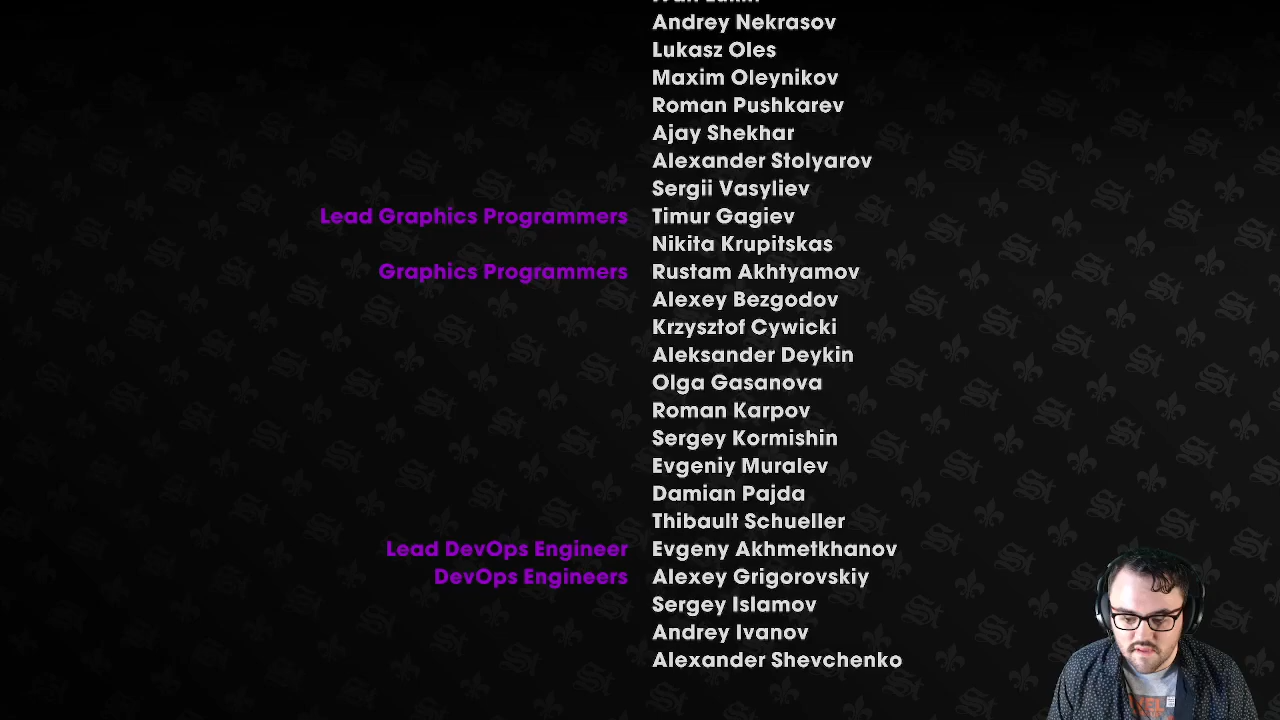 Andrey Nekrasov
Lukasz Oles
Maxim Oleynikov
Roman Pushkarev
Ajay Shekhar
Alexander Stolyarov
Sergii Vasyliev
Lead Graphics Programmers Timur Gagiev
Nikita Krupitskas
Graphics Programmers Rustam Akhtyamov
Alexey Bezgodov
Krzysztof Cywicki
Aleksander Deykin
Olga Gasanova
Roman Karpov
Sergey Kormishin
Evgeniy Muralev
Damian Pajda
Thibault Schueller
Lead DevOps Engineer Evgeny Akhmetkhanov
DevOps Engineers Alexey Grigorovskiy
Sergey Islamov
Andrey Ivanov
Alexander Shevchenko